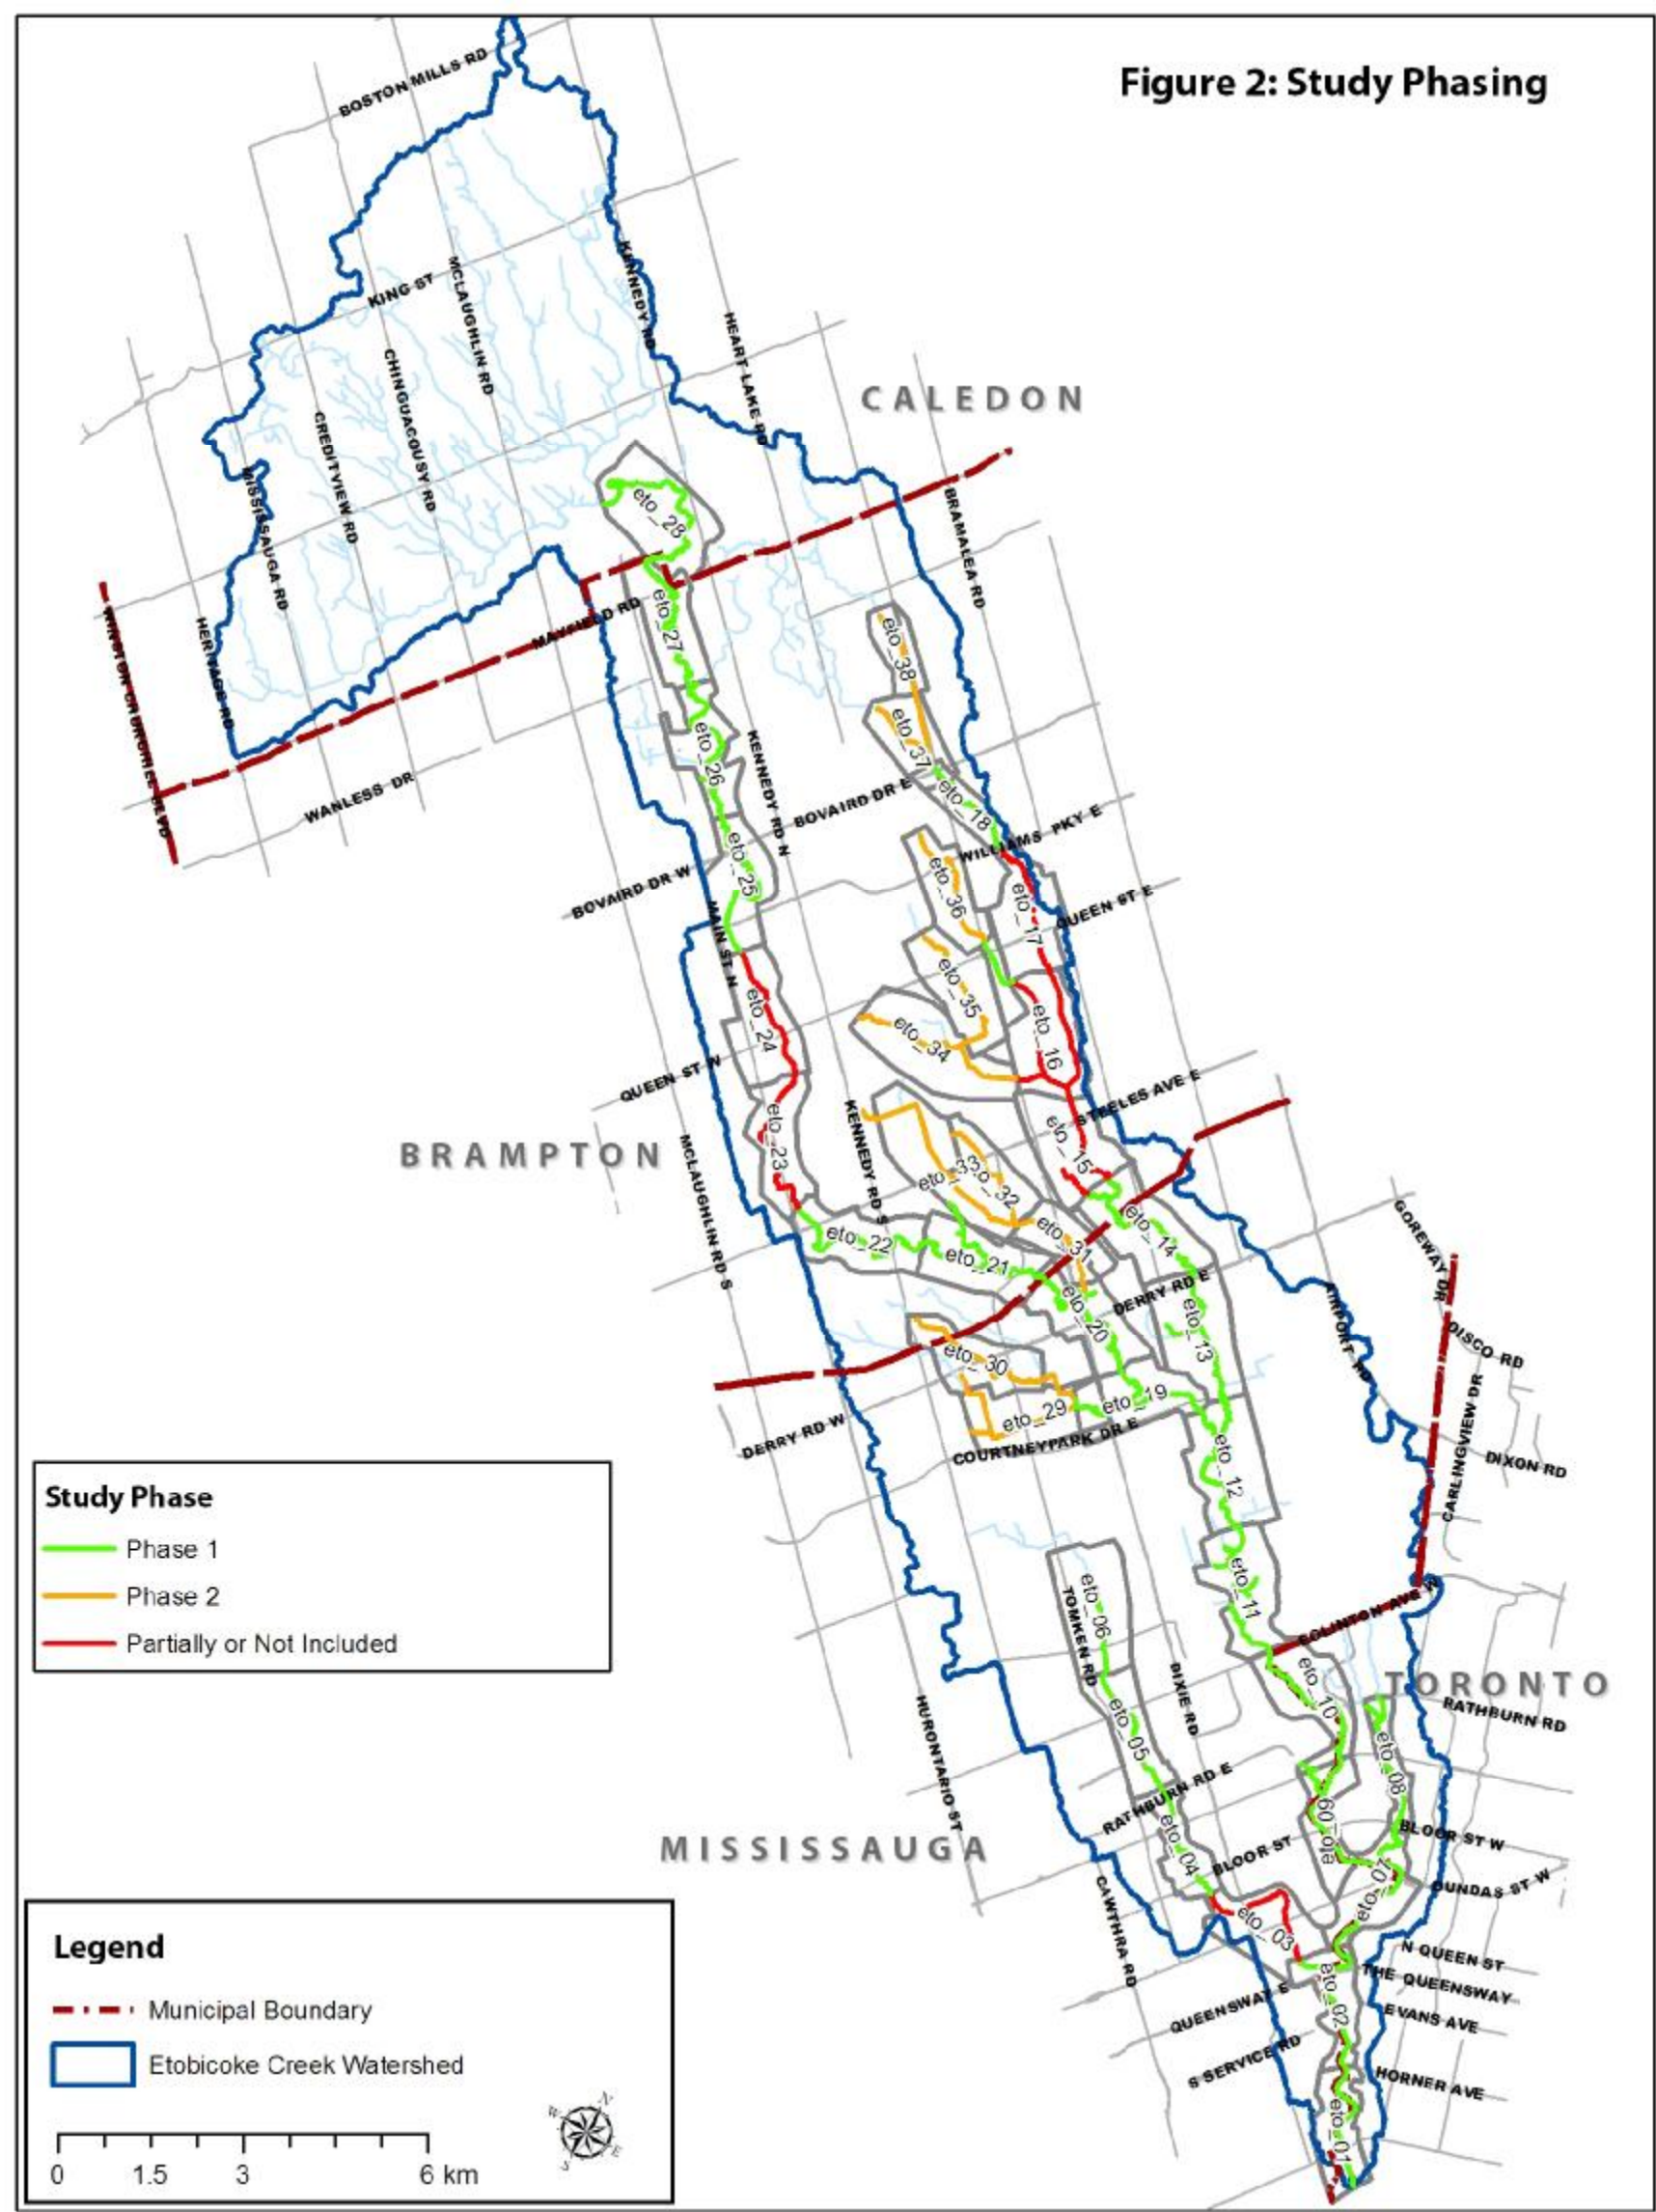 Figure 2: Study Phasing
BOSTON MILLS RD
KING ST
MCLAUGHLIN RD
KENNEDY RD
HEART LAKE RD
CHINGUACOUSY RD
CREDITVIEW RD
MISSISSAUGA RD
HERITAGE RD
WINSTON CHURCHILL BLVD
CALEDON
BRAMALEA RD
eto_28
MAYFIELD RD
eto_27
eto_38
WANLESS DR
eto_26
KENNEDY RD N
eto_37
BOVAIRD DR E
eto_18
WILLIAMS PKY E
BOVAIRD DR W
eto_25
eto_36
eto_17
QUEEN ST E
MAIN ST N
eto_24
eto_35
eto_34
eto_16
QUEEN ST N
STEELES AVE E
BRAMPTON
MCLAUGHLIN RD S
eto_23
KENNEDY RD S
eto_33
eto_32
eto_15
eto_22
eto_21
eto_31
eto_14
GOREWAY DR
DERRY RD E
eto_20
eto_13
AIRPORT RD
DISCO RD
eto_30
eto_29
eto_19
COURTNEYPARK DR E
DERRY RD W
CARLINGVIEW DR
DIXON RD
eto_12
eto_11
Study Phase
Phase 1
Phase 2
Partially or Not Included
eto_06
TOMKEN RD
EGLINTON AVE W
TORONTO
eto_10
DIXIE RD
RATHBURN RD
eto_05
HURONTARIO ST
eto_08
RATHBURN RD E
MISSISSAUGA
eto_04
BLOOR ST
eto_09
BLOOR ST W
eto_07
DUNDAS ST W
CAWTHRA RD
eto_03
N QUEEN ST
THE QUEENSWAY
QUEENSWAY E
eto_02
EVANS AVE
S SERVICE RD
HORNER AVE
eto_01
Legend
Municipal Boundary
Etobicoke Creek Watershed
0 1.5 3 6 km
N
W
E
S